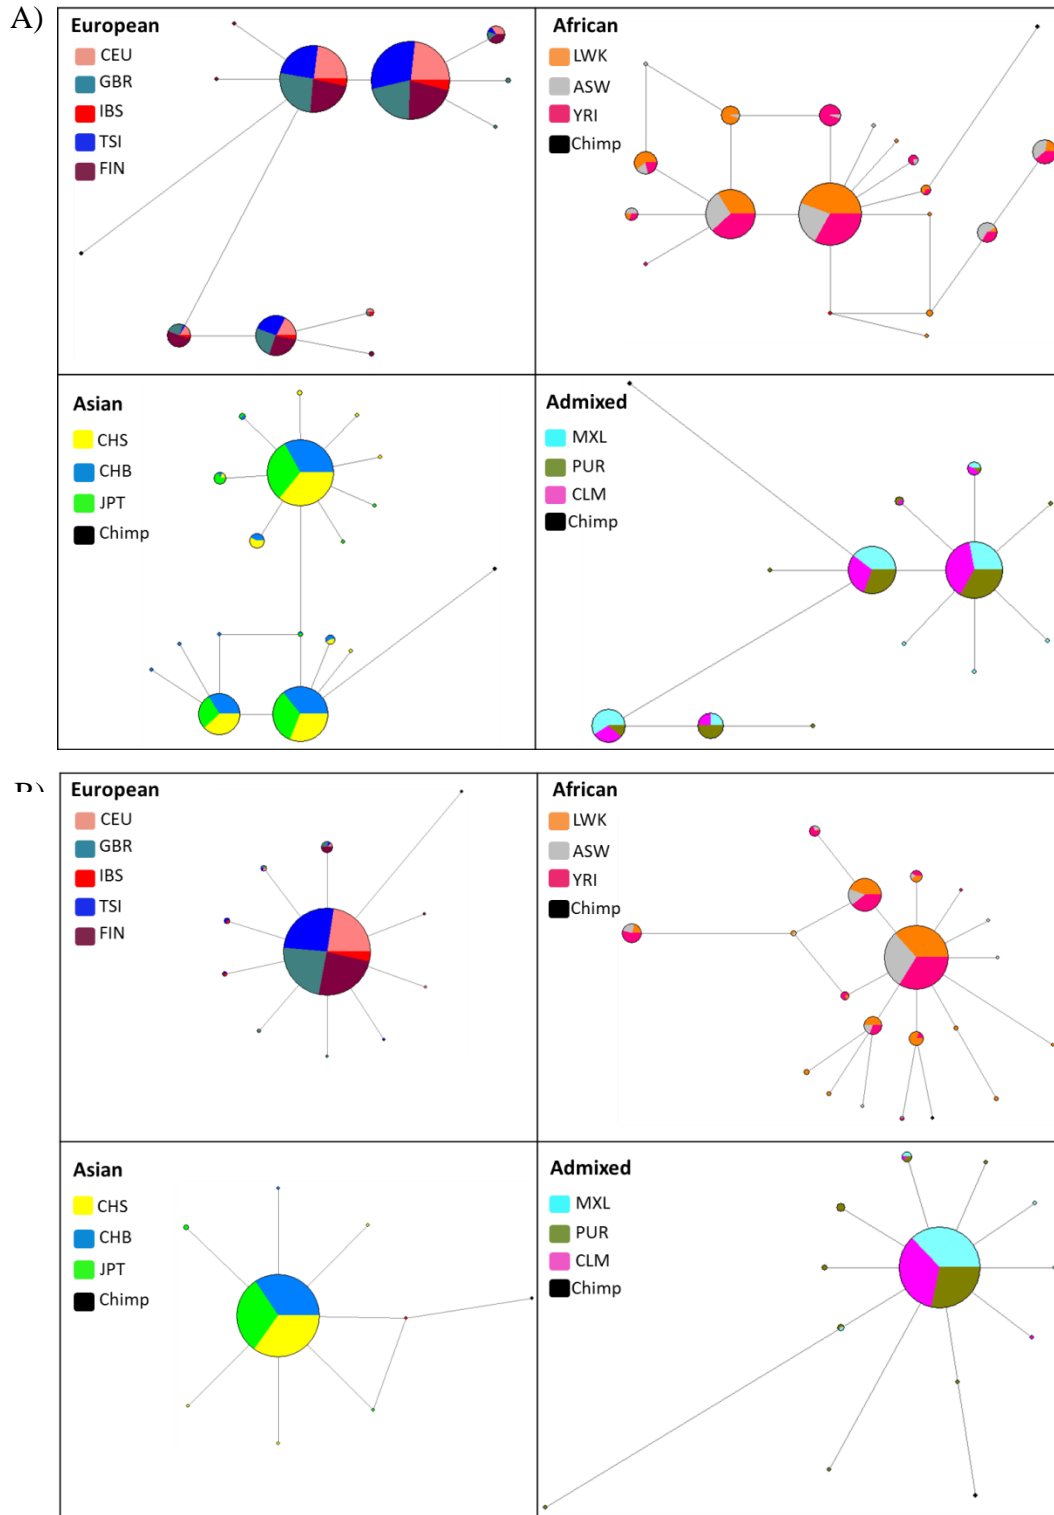 A)
European
CEU
GBR
IBS
TSI
FIN
African
LWK
ASW
YRI
Chimp
Asian
CHS
CHB
JPT
Chimp
Admixed
MXL
PUR
CLM
Chimp
B)
European
CEU
GBR
IBS
TSI
FIN
African
LWK
ASW
YRI
Chimp
Asian
CHS
CHB
JPT
Chimp
Admixed
MXL
PUR
CLM
Chimp